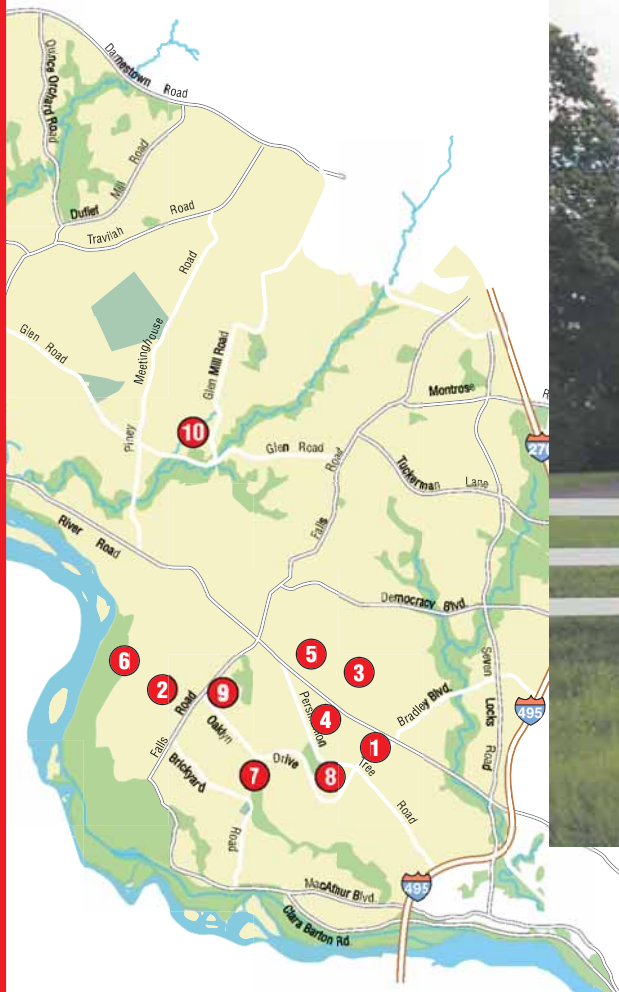 Darnestown Road
Quince Orchard Road
Dufief Mill Road
Travilah Road
Glen Road
Piney Meetinghouse Road
Glen Mill Road
Montrose
R
270
10
Glen Road
Falls Road
Tuckerman Lane
River Road
Democracy Blvd.
6
2
9
5
3
4
1
7
8
Persimmon Tree Road
Bradley Blvd.
Seven Locks Road
495
Falls Road
Oaklyn Drive
Brickyard Road
MacArthur Blvd.
495
Clara Barton Rd.